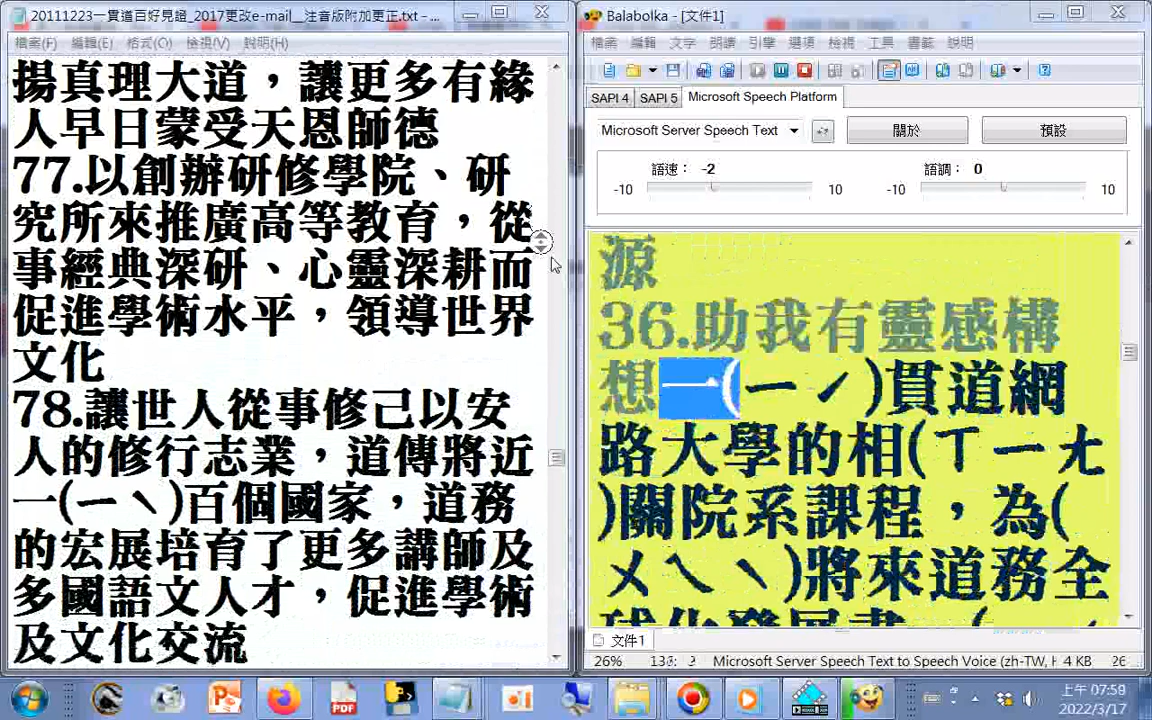 20111223一貫道百好見證_2017更改e-mail__注音版附加更正.txt - ...
檔案(F) 編輯(E) 格式(O) 檢視(V) 說明(H)
揚真理大道，讓更多有緣
人早日蒙受天恩師德
77.以創辦研修學院、研
究所來推廣高等教育，從
事經典深研、心靈深耕而
促進學術水平，領導世界
文化
78.讓世人從事修己以安
人的修行志業，道傳將近
一(ㄧˋ)百個國家，道務
的宏展培育了更多講師及
多國語文人才，促進學術
及文化交流
Balabolka - [文件1]
檔案 編輯 文字 朗讀 引擎 選項 檢視 工具 書籤 說明
SAPI 4 SAPI 5 Microsoft Speech Platform
Microsoft Server Speech Text 關於 預設
語速： -2 語調： 0
-10 10 -10 10
源
36.助我有靈感構
想一(ㄧˊ)貫道網
路大學的相(ㄒㄧㄤ
)關院系課程，為(
ㄨㄟˋ)將來道務全
文件1
26% Microsoft Server Speech Text to Speech Voice (zh-TW, H 4 KB 26
上午 07:59
2022/3/17